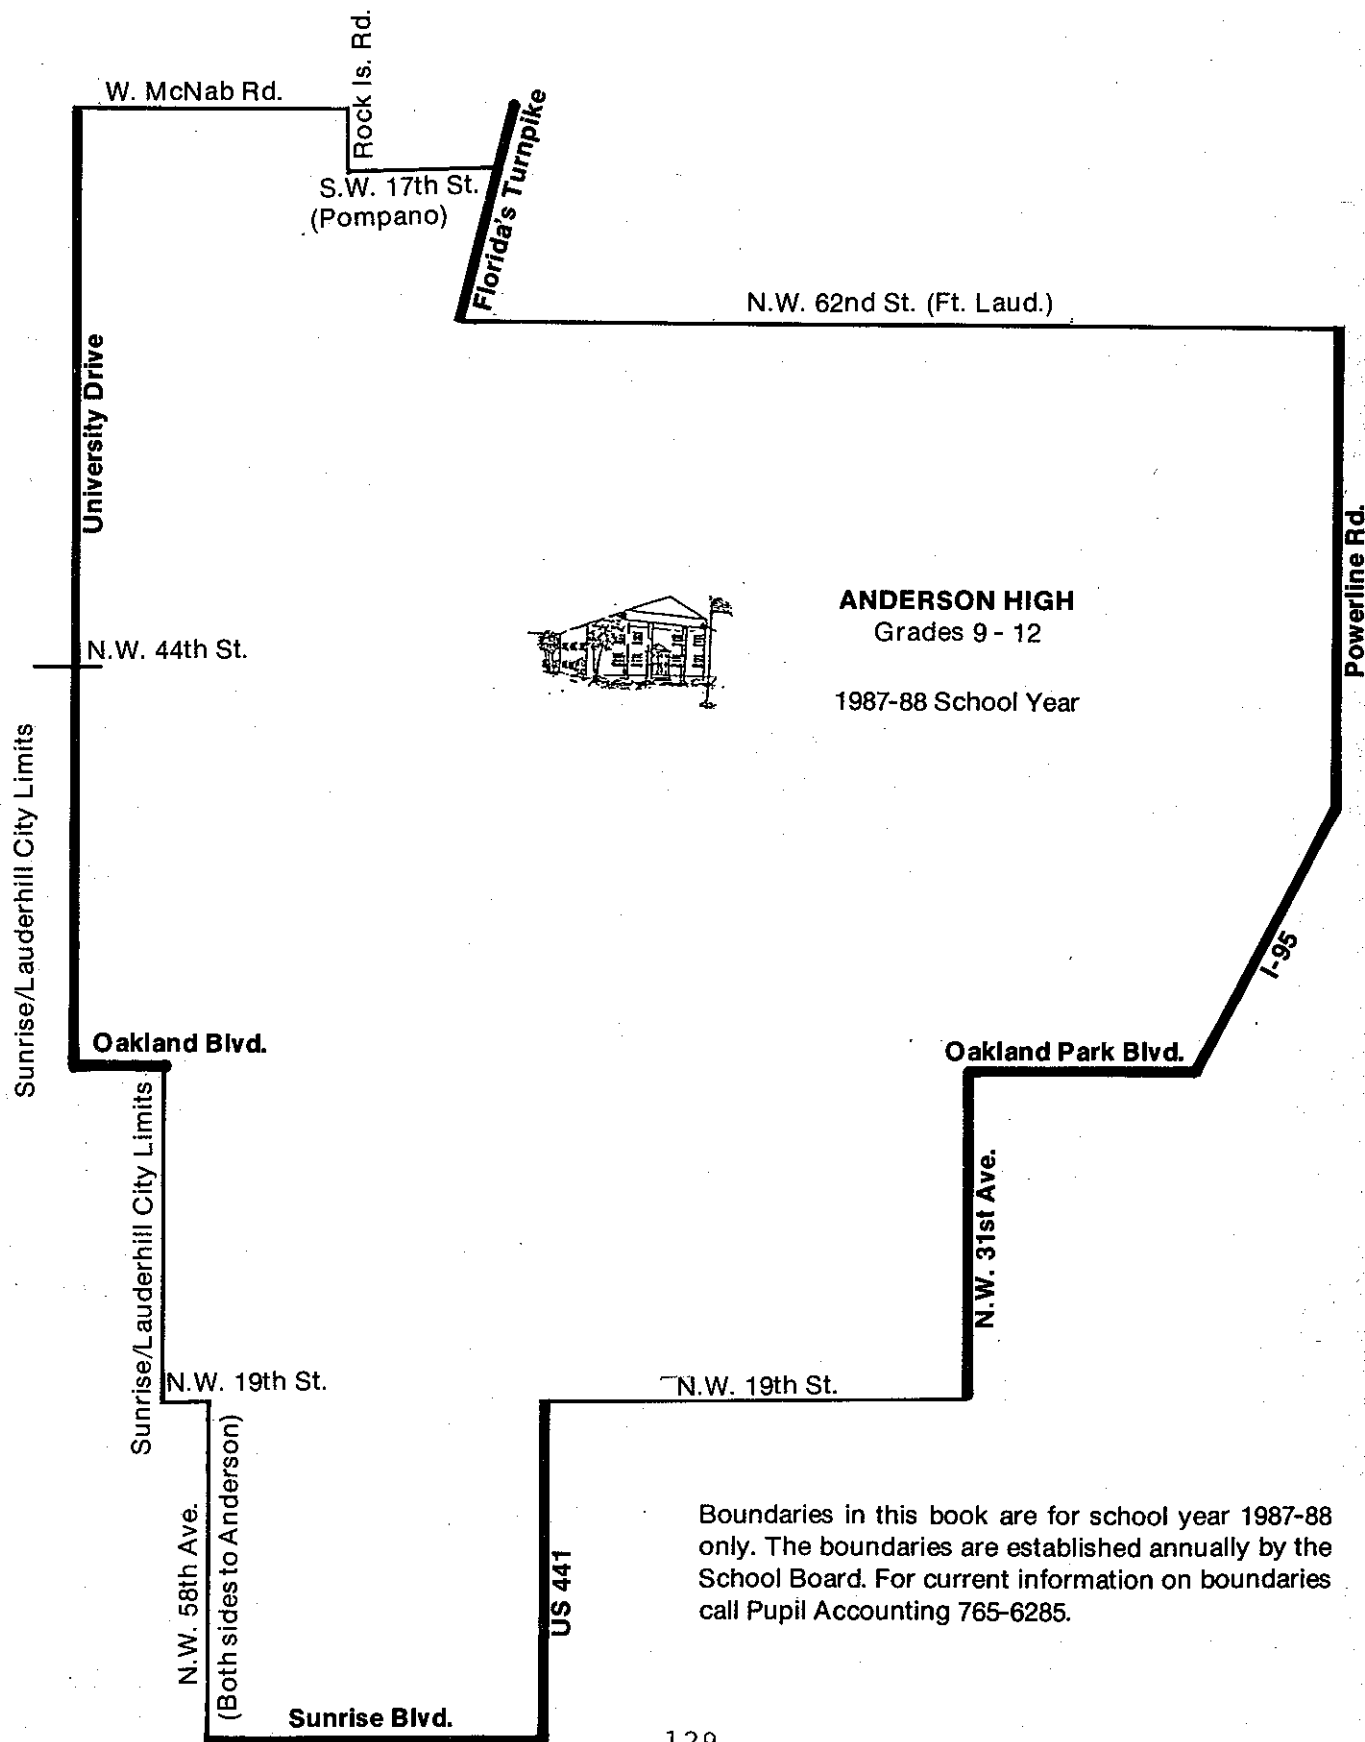 Rock Is. Rd.
W. McNab Rd.
Florida's Turnpike
S.W. 17th St.
(Pompano)
N.W. 62nd St. (Ft. Laud.)
University Drive
Powerline Rd.
ANDERSON HIGH
Grades 9 - 12
N.W. 44th St.
1987-88 School Year
Sunrise/Lauderhill City Limits
I-95
Oakland Blvd.
Oakland Park Blvd.
Sunrise/Lauderhill City Limits
N.W. 31st Ave.
N.W. 19th St.
N.W. 19th St.
N.W. 58th Ave.
(Both sides to Anderson)
US 441
Boundaries in this book are for school year 1987-88
only. The boundaries are established annually by the
School Board. For current information on boundaries
call Pupil Accounting 765-6285.
Sunrise Blvd.
129